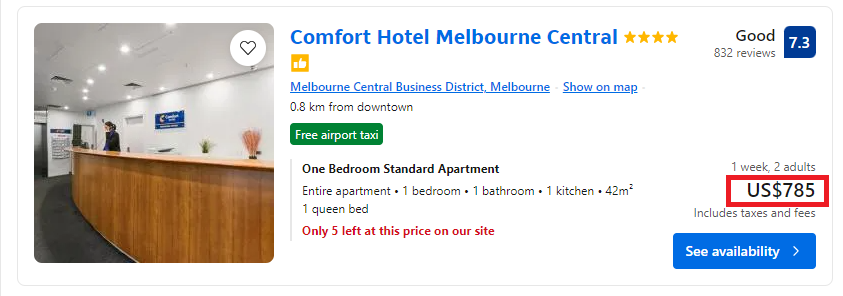 Comfort Hotel Melbourne Central
Good
832 reviews
7.3
Melbourne Central Business District, Melbourne · Show on map ·
0.8 km from downtown
Free airport taxi
One Bedroom Standard Apartment
Entire apartment • 1 bedroom • 1 bathroom • 1 kitchen • 42m²
1 queen bed
Only 5 left at this price on our site
1 week, 2 adults
US$785
Includes taxes and fees
See availability
Comfort